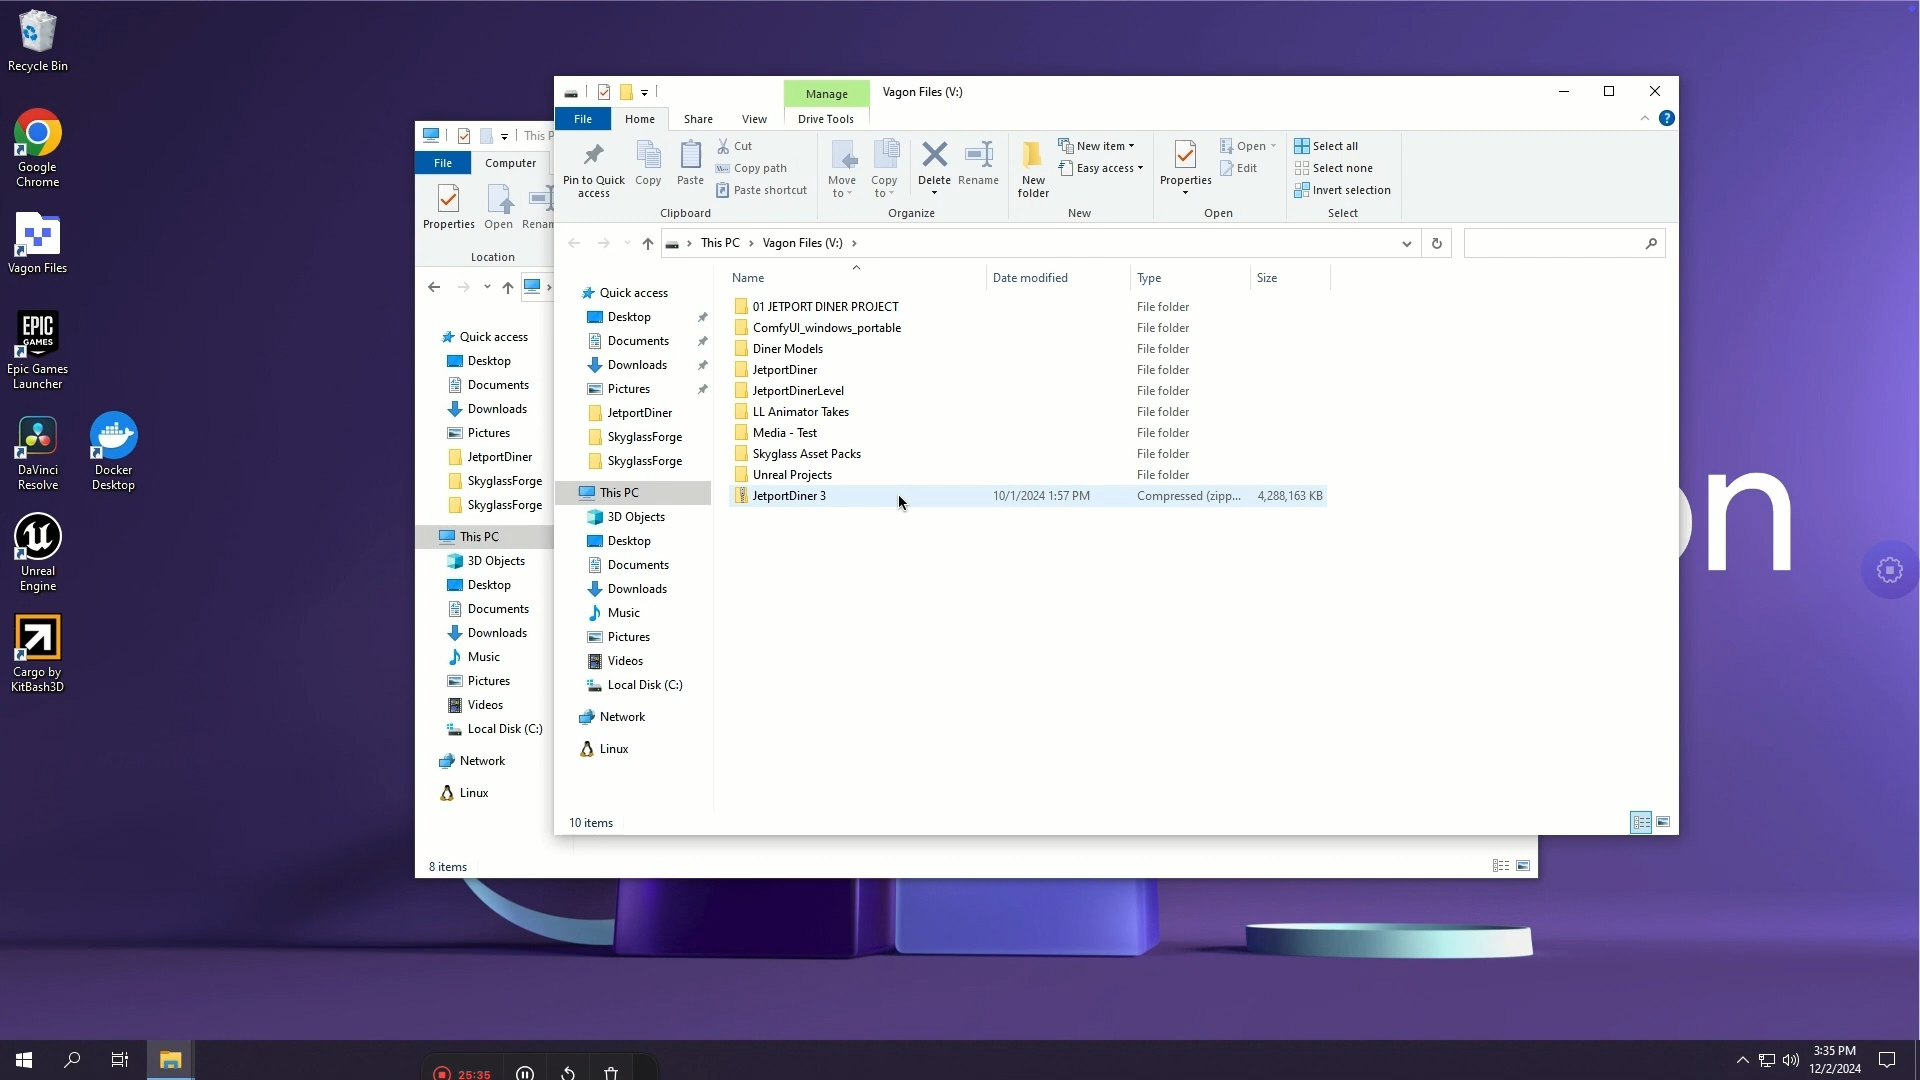 Recycle Bin
Google
Chrome
Vagon Files
Epic Games
Launcher
DaVinci
Resolve
Docker
Desktop
Unreal
Engine
Cargo by
KitBash3D
EPIC
GAMES
This P
File
Computer
Properties
Open
Renam
Location
Quick access
Desktop
Documents
Downloads
Pictures
JetportDiner
SkyglassForge
SkyglassForge
This PC
3D Objects
Desktop
Documents
Downloads
Music
Pictures
Videos
Local Disk (C:)
Network
Linux
8 items
Manage
Vagon Files (V:)
File
Home
Share
View
Drive Tools
Pin to Quick
access
Copy
Paste
Cut
Copy path
Paste shortcut
Clipboard
Move
to
Copy
to
Delete
Rename
Organize
New
folder
New item
Easy access
New
Properties
Open
Edit
Open
Select all
Select none
Invert selection
Select
This PC
Vagon Files (V:)
Quick access
Desktop
Documents
Downloads
Pictures
JetportDiner
SkyglassForge
SkyglassForge
This PC
3D Objects
Desktop
Documents
Downloads
Music
Pictures
Videos
Local Disk (C:)
Network
Linux
Name Date modified Type Size
01 JETPORT DINER PROJECT File folder
ComfyUI_windows_portable File folder
Diner Models File folder
JetportDiner File folder
JetportDinerLevel File folder
LL Animator Takes File folder
Media - Test File folder
Skyglass Asset Packs File folder
Unreal Projects File folder
JetportDiner 3 10/1/2024 1:57 PM Compressed (zipp... 4,288,163 KB
10 items
on
25:35
3:35 PM
12/2/2024